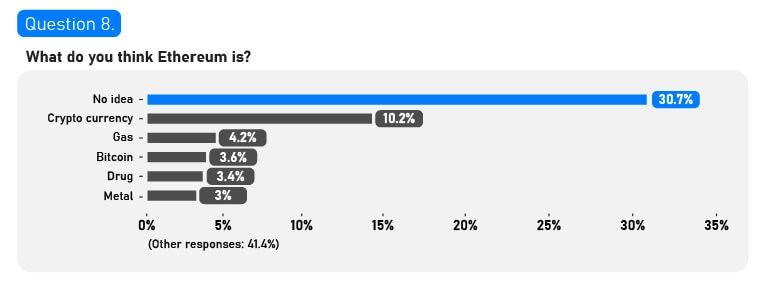 Question 8.
What do you think Ethereum is?
No idea - 30.7%
Crypto currency - 10.2%
Gas - 4.2%
Bitcoin - 3.6%
Drug - 3.4%
Metal - 3%
0% 5% 10% 15% 20% 25% 30% 35%
(Other responses: 41.4%)